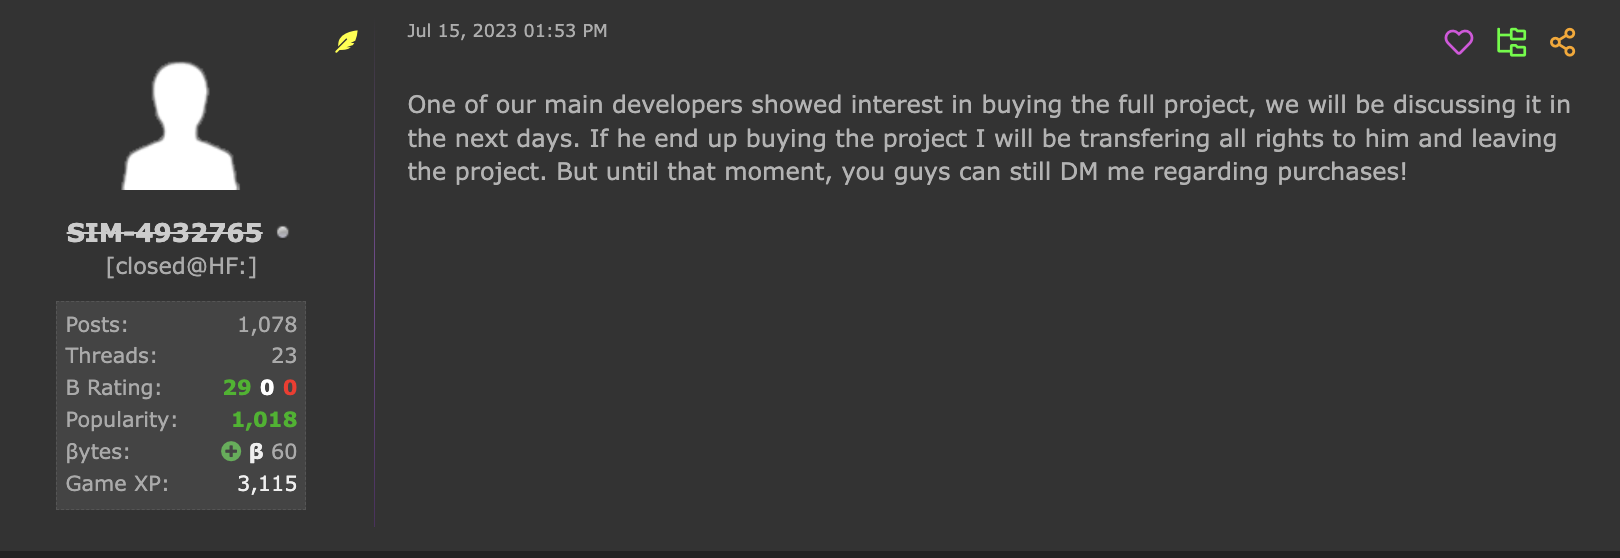 Jul 15, 2023 01:53 PM
One of our main developers showed interest in buying the full project, we will be discussing it in
the next days. If he end up buying the project I will be transfering all rights to him and leaving
the project. But until that moment, you guys can still DM me regarding purchases!
SIM-4932765
[closed@HF:]
Posts: 1,078
Threads: 23
B Rating: 29 0 0
Popularity: 1,018
βytes: β 60
Game XP: 3,115